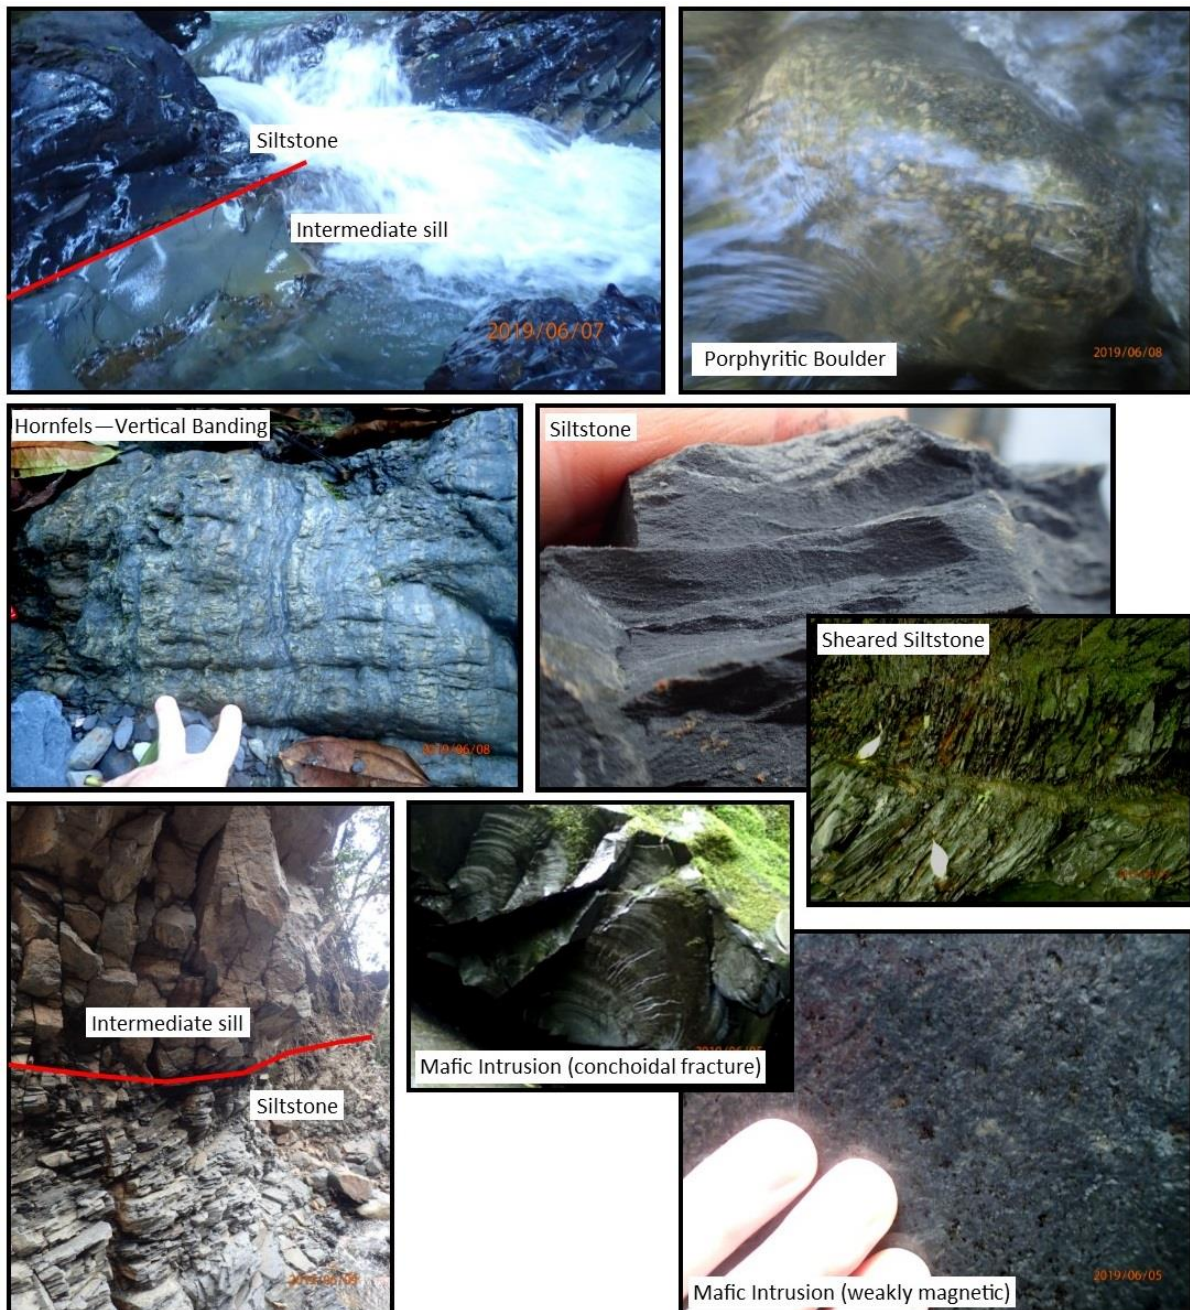 Siltstone
Intermediate sill
2019/06/07
Porphyritic Boulder
2019/06/08
Hornfels—Vertical Banding
2019/06/08
Siltstone
Sheared Siltstone
Intermediate sill
Siltstone
Mafic Intrusion (conchoidal fracture)
2019/06/05
Mafic Intrusion (weakly magnetic)